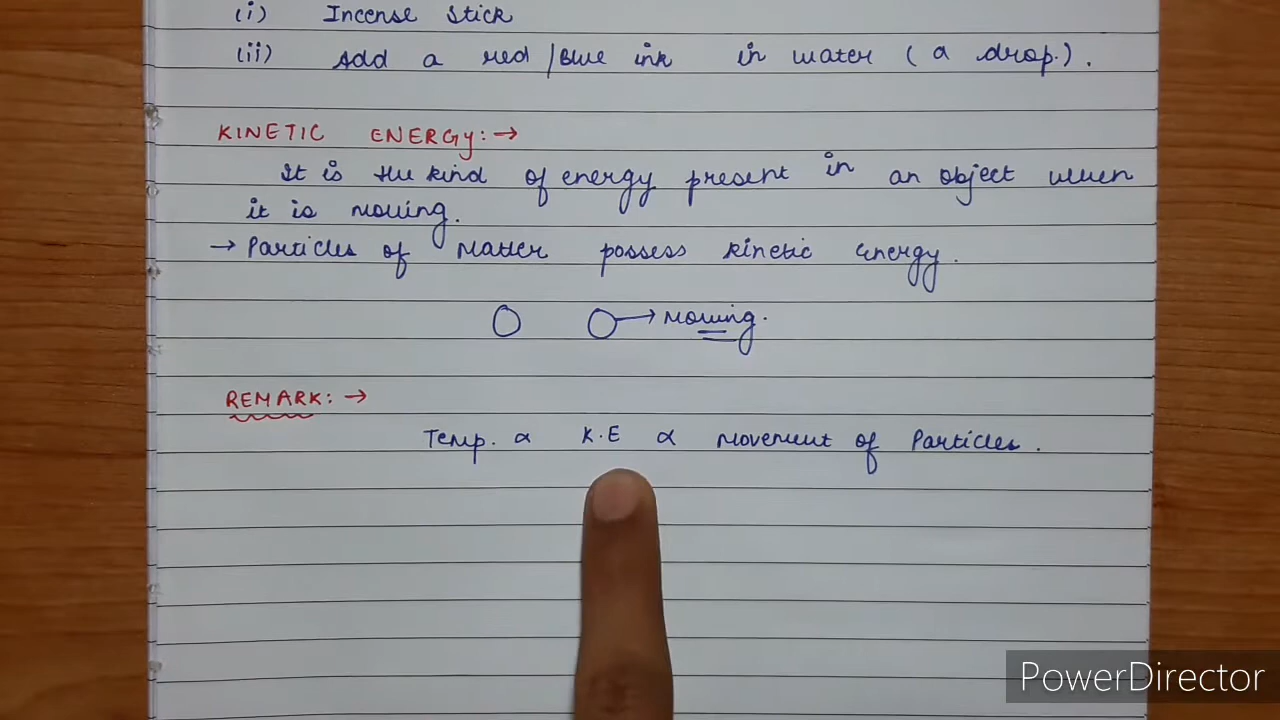 (i) Incense Stick
(ii) Add a red/Blue ink in water (a drop.).
KINETIC ENERGY:→
It is the kind of energy present in an object when
it is moving.
→ Particles of Matter possess kinetic Energy.
→ Moving.
REMARK:→
Temp. ∝ K.E ∝ Movement of Particles.
PowerDirector